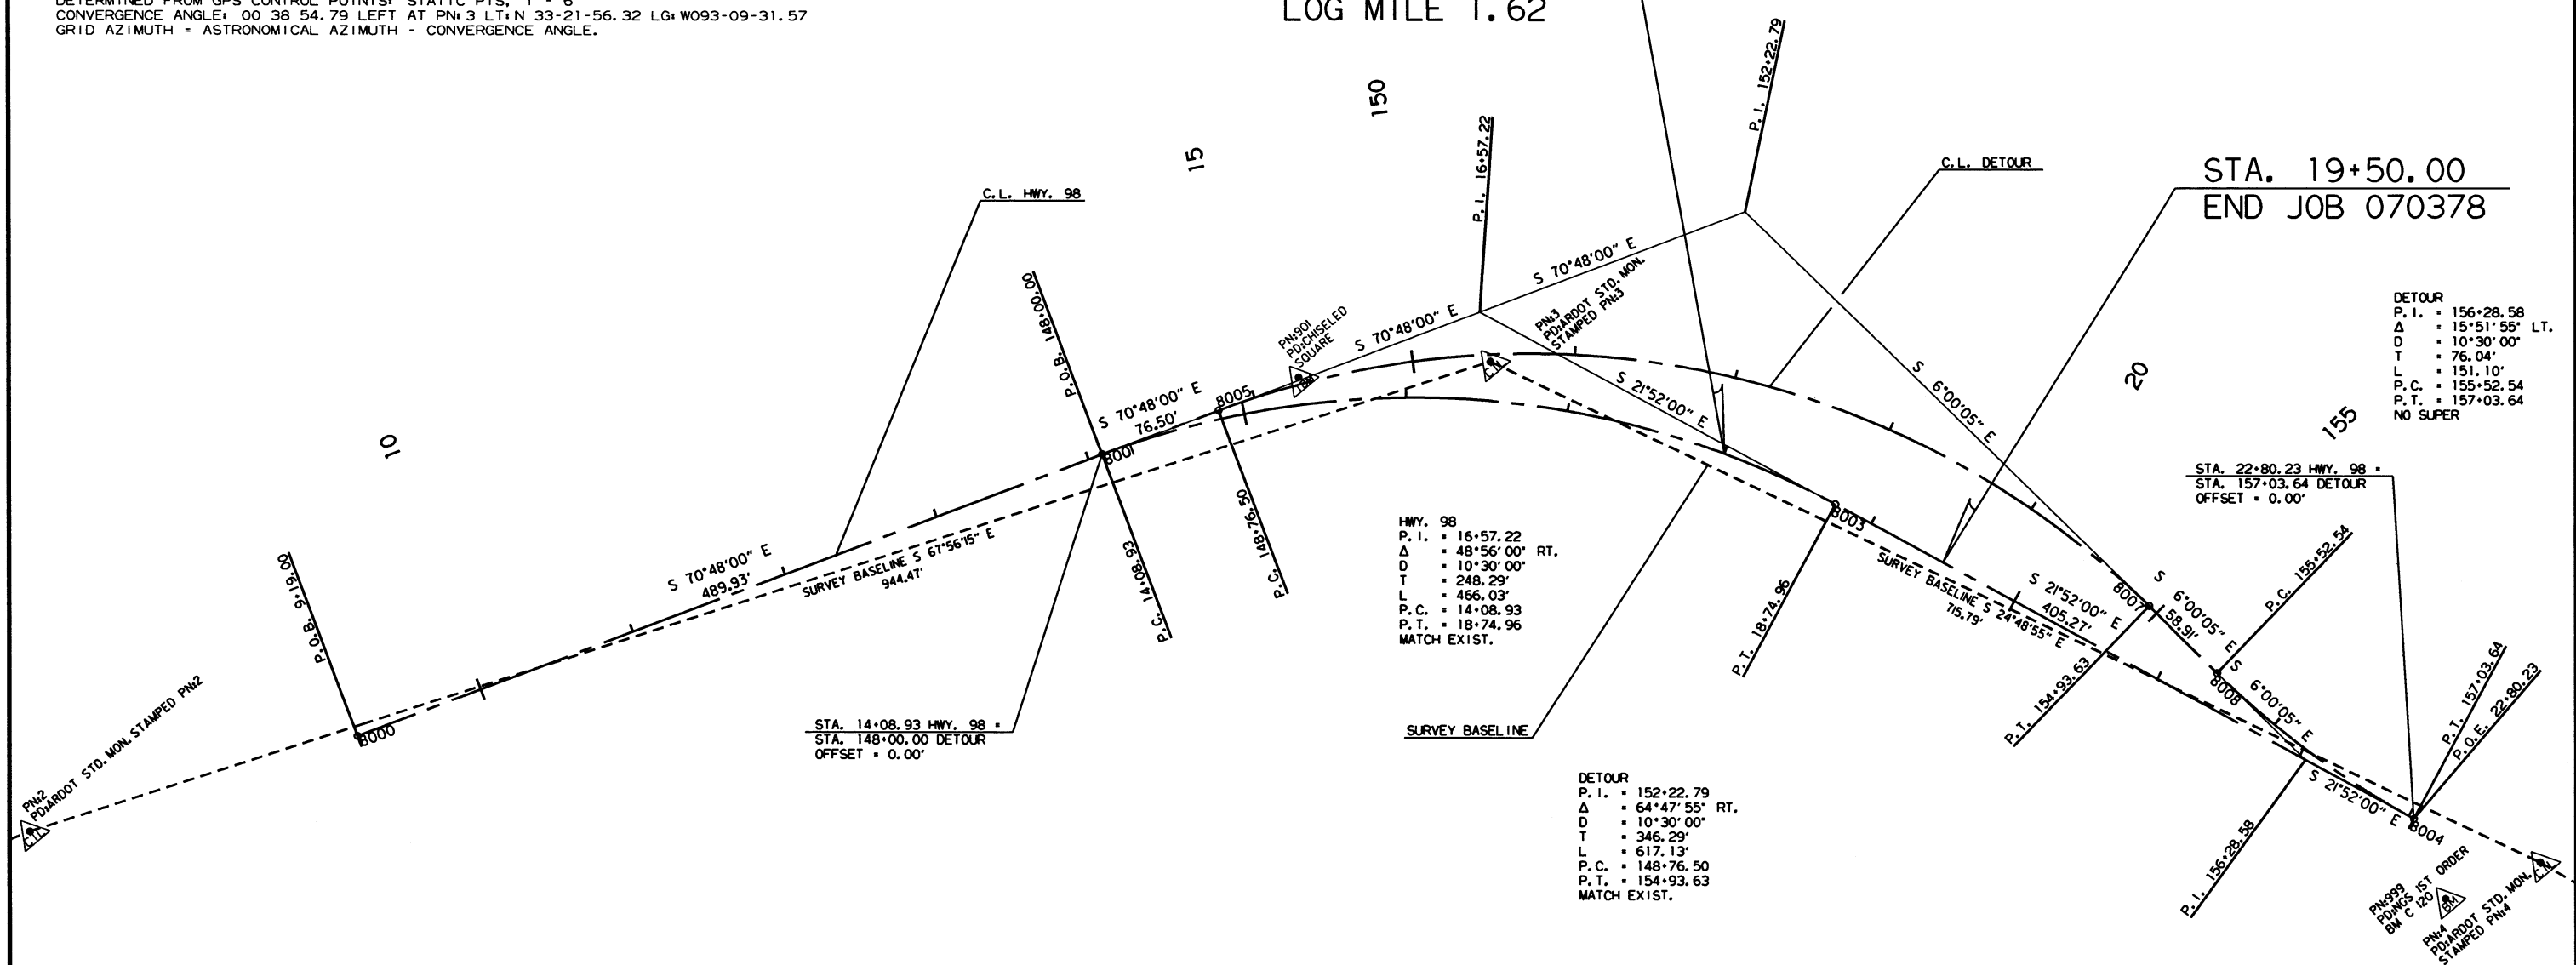 CONVERGENCE ANGLE: 00 38 54.79 LEFT AT PN:3 LT:N 33-21-56.32 LG:W093-09-31.57
GRID AZIMUTH = ASTRONOMICAL AZIMUTH - CONVERGENCE ANGLE.
LOG MILE 1.62
P.I. 152+22.79
150
P.I. 16+57.22
15
C.L. DETOUR
STA. 19+50.00
END JOB 070378
C.L. HWY. 98
S 70°48'00" E
PN:3
PD:ARDOT STD. MON.
STAMPED PN:3
P.O.B. 148+00.00
PN:901
PD:CHISELED
SQUARE
TBM
S 70°48'00" E
C.N.
DETOUR
P.I. = 156+28.58
Δ = 15°51'55" LT.
D = 10°30'00"
T = 76.04'
L = 151.10'
P.C. = 155+52.54
P.T. = 157+03.64
NO SUPER
S 6°00'05" E
20
155
S 21°52'00" E
S 70°48'00" E
76.50'
8005
8001
10
STA. 22+80.23 HWY. 98 =
STA. 157+03.64 DETOUR
OFFSET = 0.00'
8003
P.C. 148+76.50
P.C. 14+08.93
HWY. 98
P.I. = 16+57.22
Δ = 48°56'00" RT.
D = 10°30'00"
T = 248.29'
L = 466.03'
P.C. = 14+08.93
P.T. = 18+74.96
MATCH EXIST.
S 70°48'00" E
489.93'
SURVEY BASELINE S 67°56'15" E
944.47'
P.O.B. 9+19.00
P.T. 18+74.96
SURVEY BASELINE S 24°48'55" E
715.79'
S 21°52'00" E
405.27'
8007
S 6°00'05" E
58.91'
P.C. 155+52.54
P.T. 154+93.63
8008
S 6°00'05" E
P.T. 157+03.64
P.O.E. 22+80.23
8000
STA. 14+08.93 HWY. 98 =
STA. 148+00.00 DETOUR
OFFSET = 0.00'
SURVEY BASELINE
PN:2
PD:ARDOT STD. MON. STAMPED PN:2
DETOUR
P.I. = 152+22.79
Δ = 64°47'55" RT.
D = 10°30'00"
T = 346.29'
L = 617.13'
P.C. = 148+76.50
P.T. = 154+93.63
MATCH EXIST.
S 21°52'00" E
8004
P.I. 156+28.58
PN:999
PD:NGS 1ST ORDER
BM C 120
BM
PN:4
PD:ARDOT STD. MON.
STAMPED PN:4
C.N.